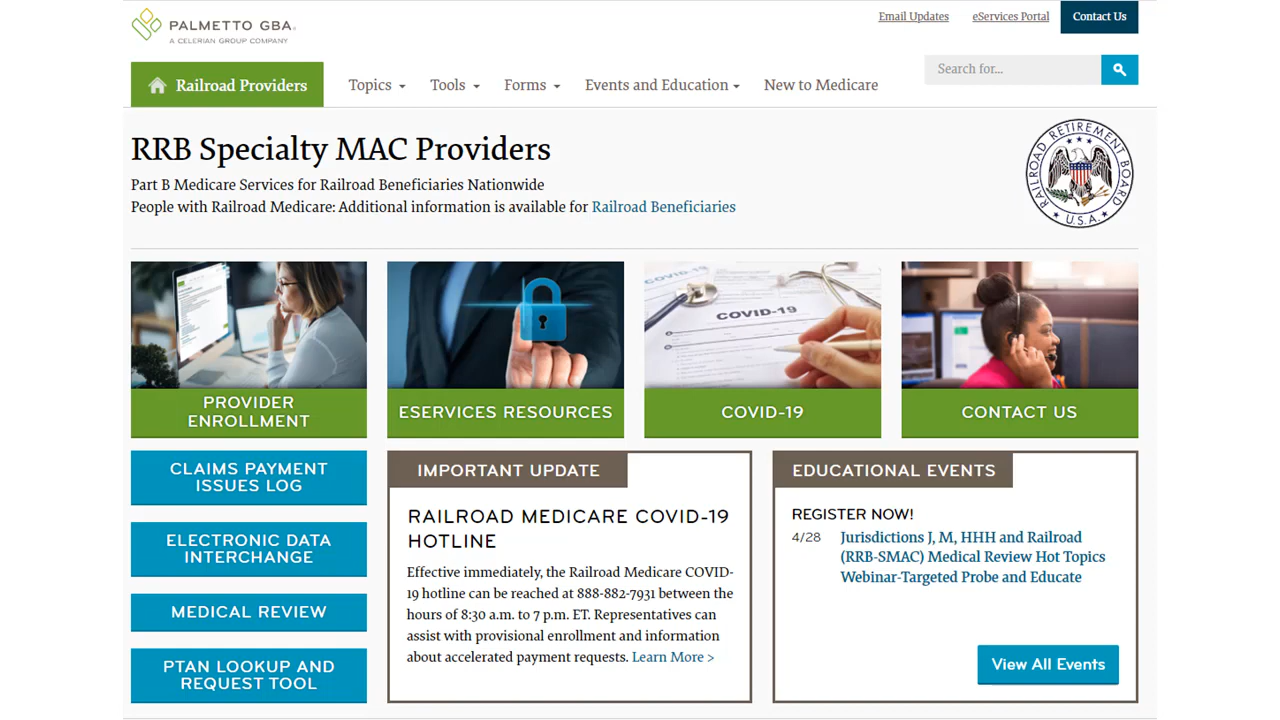 PALMETTO GBA
A CELERIAN GROUP COMPANY
Email Updates
eServices Portal
Contact Us
Railroad Providers
Topics
Tools
Forms
Events and Education
New to Medicare
Search for...
RRB Specialty MAC Providers
Part B Medicare Services for Railroad Beneficiaries Nationwide
People with Railroad Medicare: Additional information is available for Railroad Beneficiaries
RAILROAD RETIREMENT BOARD
U.S.A.
COVID-19
COVID-19
PROVIDER
ENROLLMENT
ESERVICES RESOURCES
COVID-19
CONTACT US
CLAIMS PAYMENT
ISSUES LOG
ELECTRONIC DATA
INTERCHANGE
MEDICAL REVIEW
PTAN LOOKUP AND
REQUEST TOOL
IMPORTANT UPDATE
RAILROAD MEDICARE COVID-19
HOTLINE
Effective immediately, the Railroad Medicare COVID-
19 hotline can be reached at 888-882-7931 between the
hours of 8:30 a.m. to 7 p.m. ET. Representatives can
assist with provisional enrollment and information
about accelerated payment requests. Learn More >
EDUCATIONAL EVENTS
REGISTER NOW!
4/28 Jurisdictions J, M, HHH and Railroad
(RRB-SMAC) Medical Review Hot Topics
Webinar-Targeted Probe and Educate
View All Events